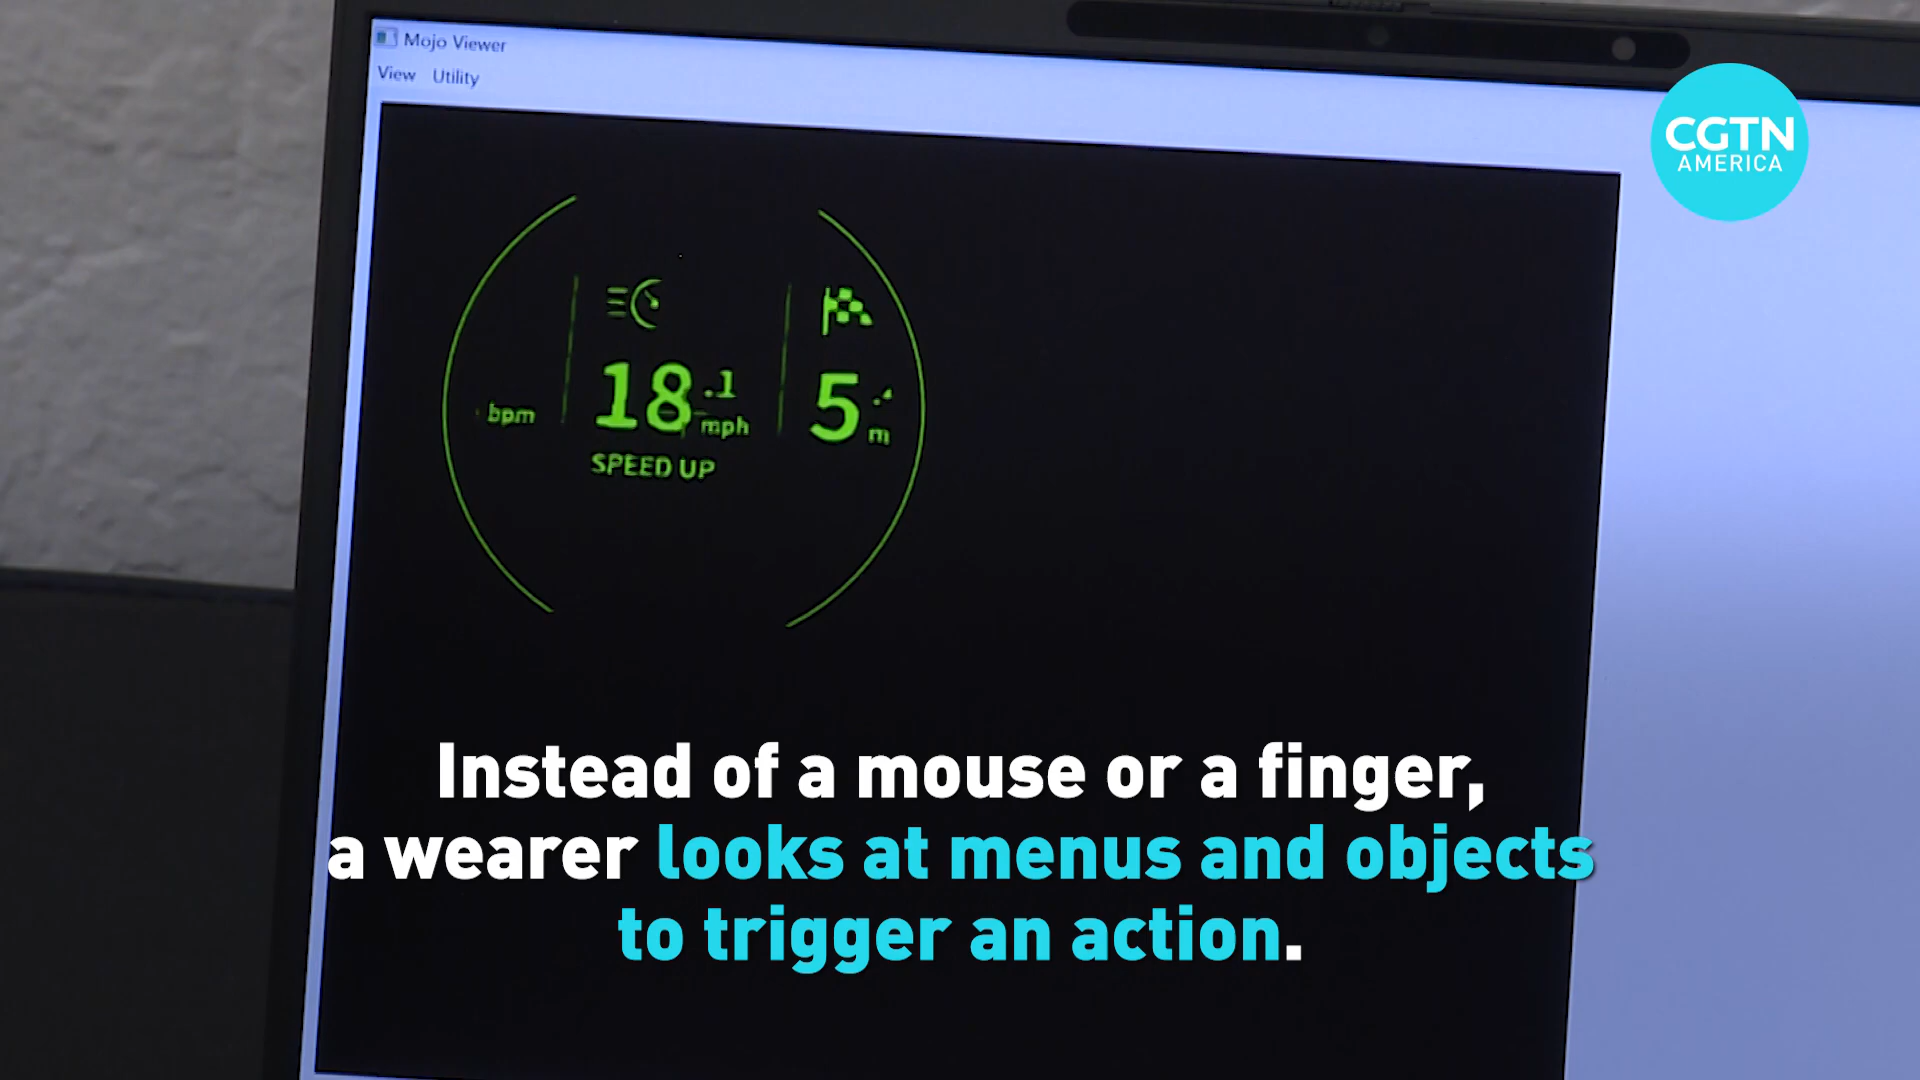 Mojo Viewer
View Utility
CGTN
AMERICA
bpm
18.1 mph
5 m
SPEED UP
Instead of a mouse or a finger,
a wearer looks at menus and objects
to trigger an action.